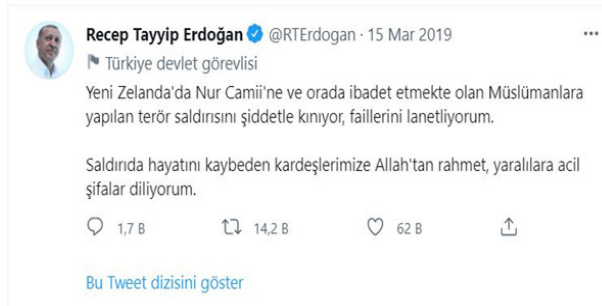 Recep Tayyip Erdoğan @RTErdogan · 15 Mar 2019
Türkiye devlet görevlisi
Yeni Zelanda'da Nur Camii'ne ve orada ibadet etmekte olan Müslümanlara
yapılan terör saldırısını şiddetle kınıyor, faillerini lanetliyorum.
Saldırıda hayatını kaybeden kardeşlerimize Allah'tan rahmet, yaralılara acil
şifalar diliyorum.
1,7 B 14,2 B 62 B
Bu Tweet dizisini göster